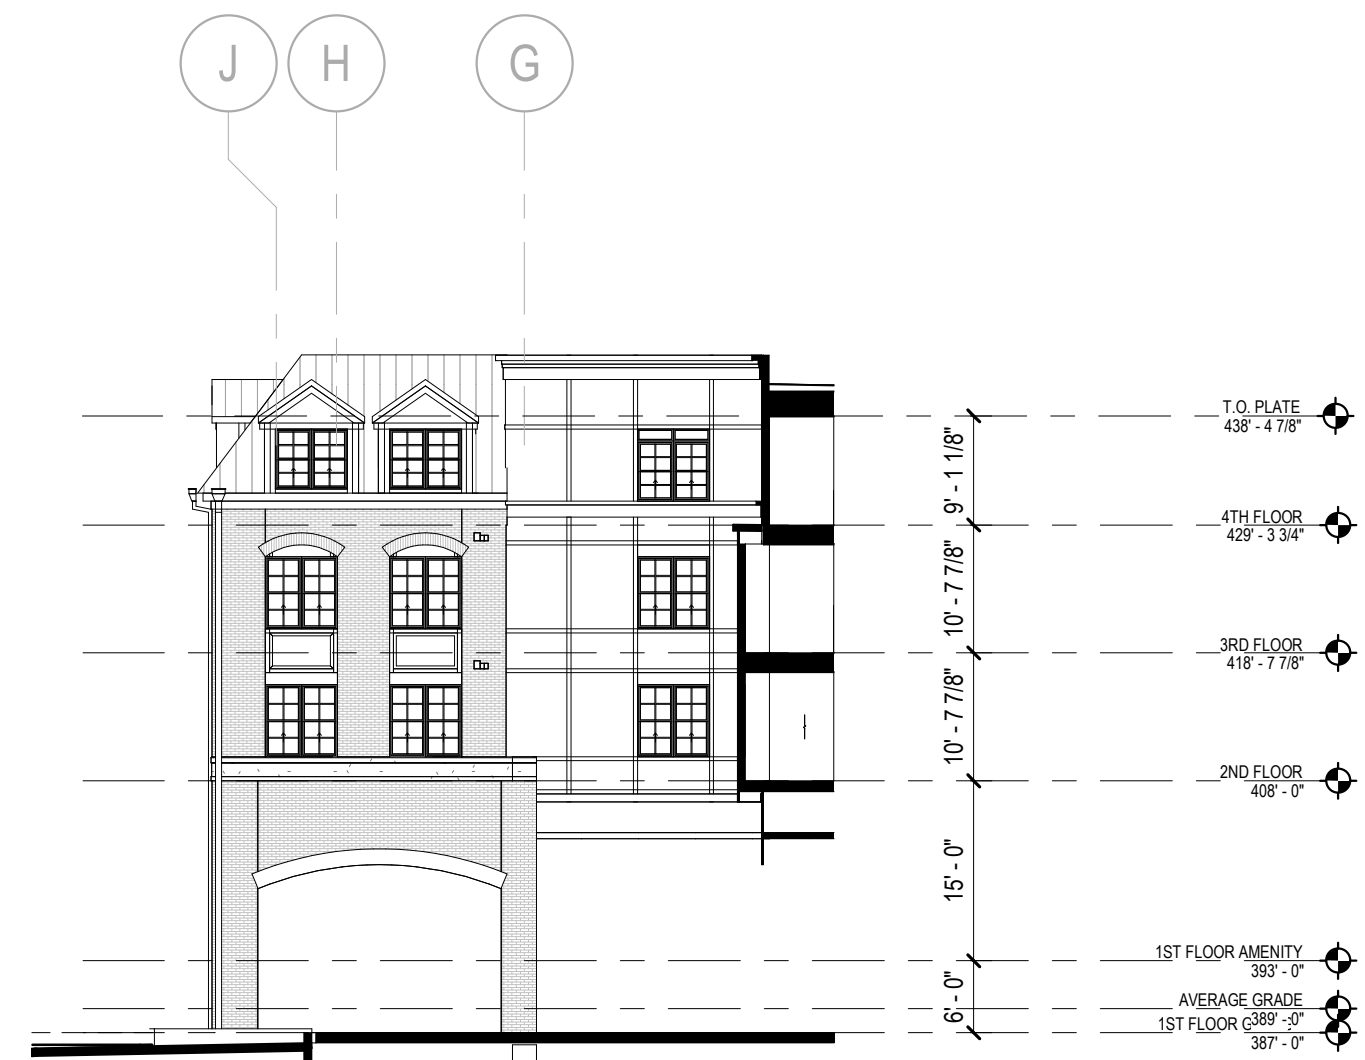 J H G
T.O. PLATE
438' - 4 7/8"
9' - 1 1/8"
4TH FLOOR
429' - 3 3/4"
10' - 7 7/8"
3RD FLOOR
418' - 7 7/8"
10' - 7 7/8"
2ND FLOOR
408' - 0"
15' - 0"
1ST FLOOR AMENITY
393' - 0"
6' - 0"
AVERAGE GRADE
389' - 0"
1ST FLOOR
387' - 0"